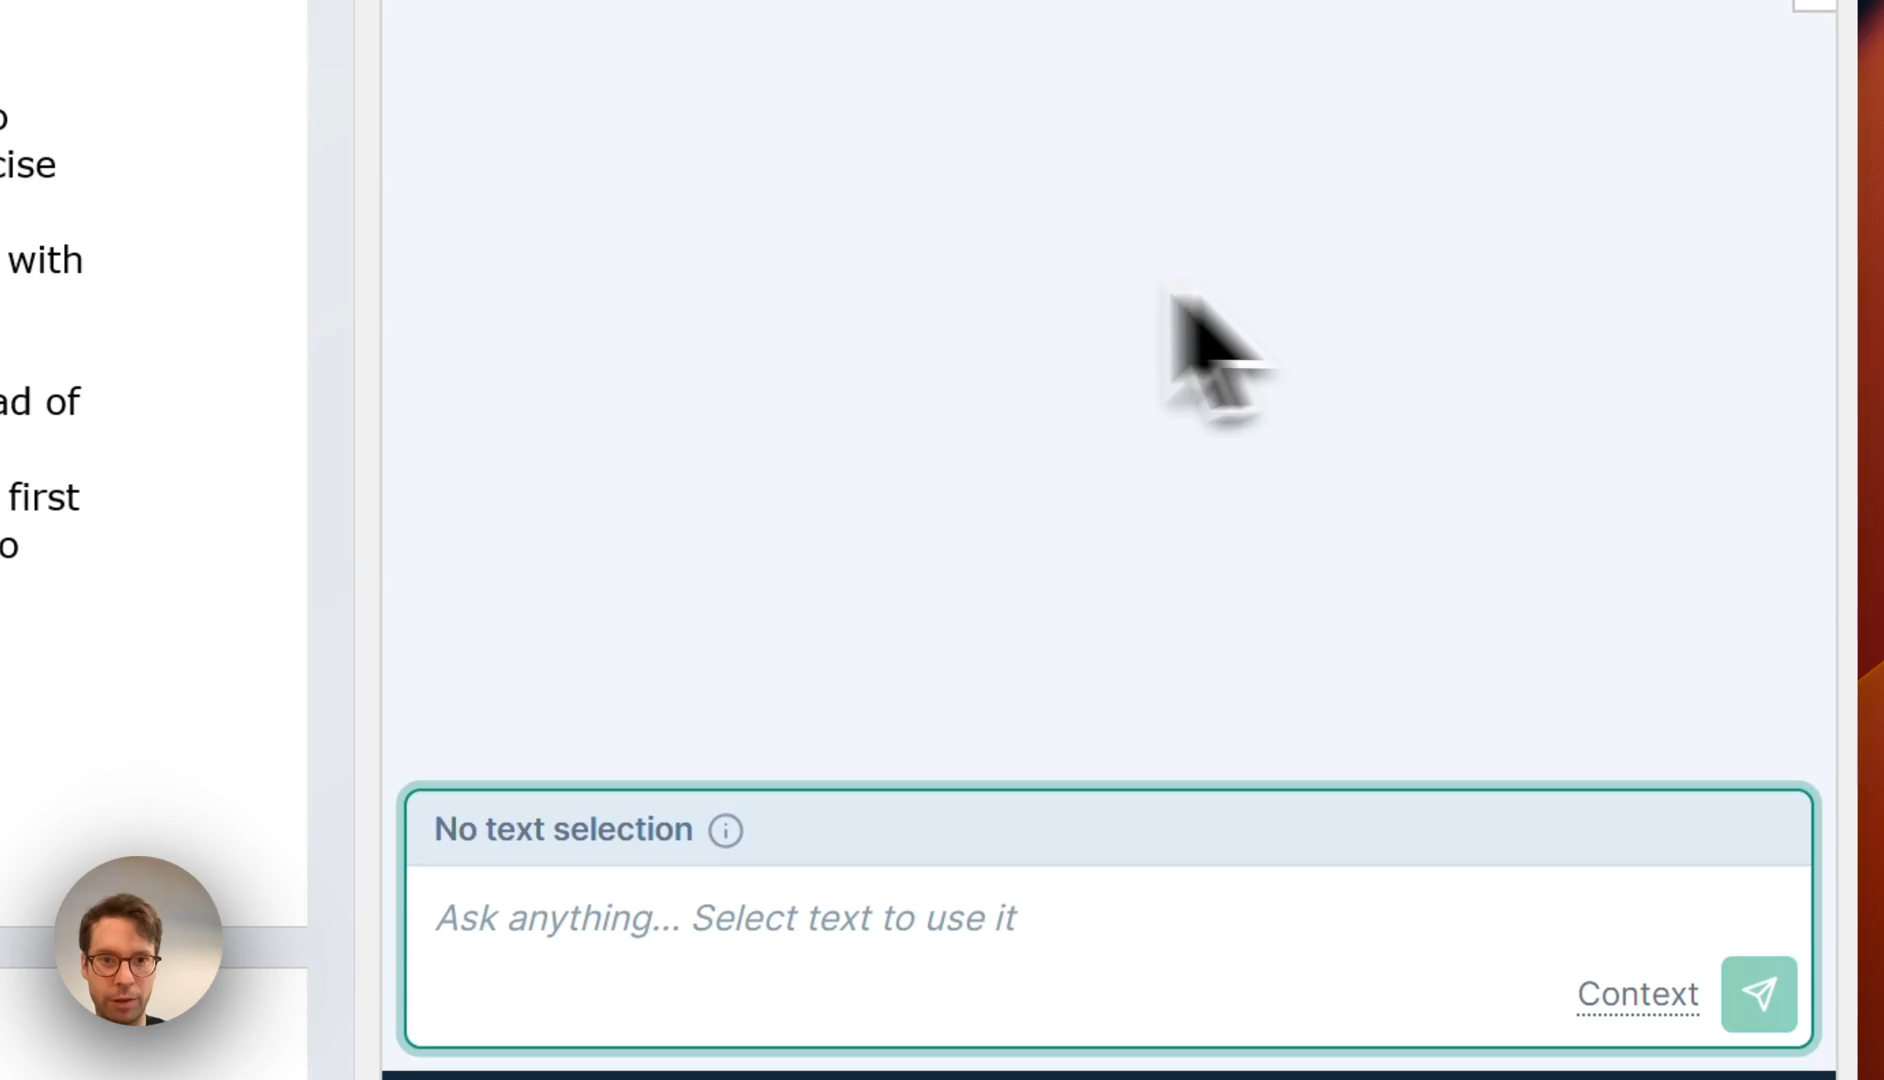 cise
with
ad of
first
No text selection
Ask anything... Select text to use it
Context